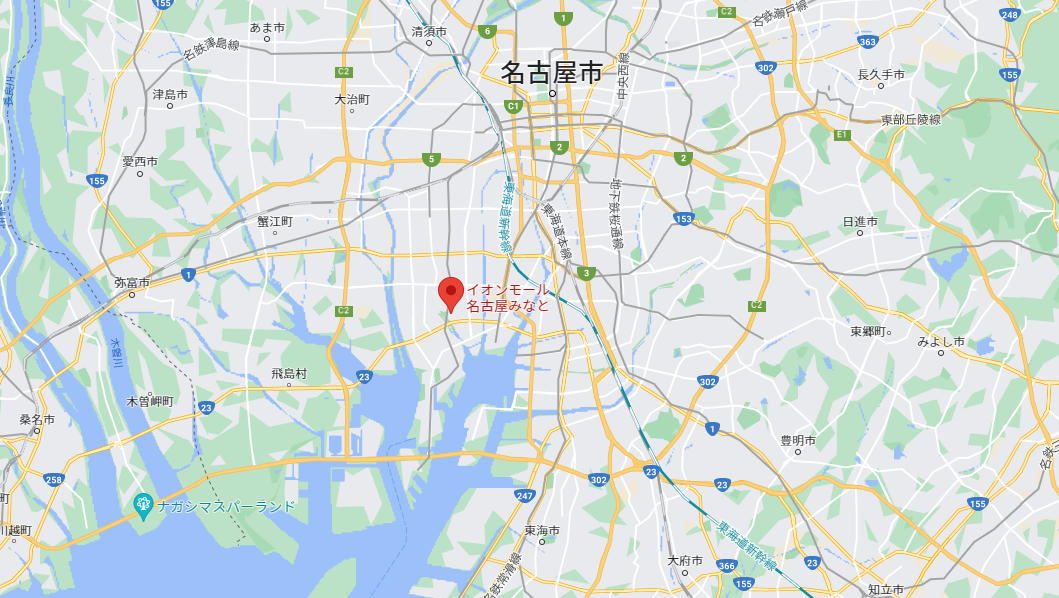 155
C2
名鉄瀬戸線
248
1
あま市
清須市
6
363
名鉄津島線
302
C2
名古屋市
中央西線
長久手市
155
長良川
津島市
大治町
C1
東部丘陵線
E1
2
5
2
愛西市
155
東海道新幹線
地下鉄桜通線
153
東海道本線
蟹江町
日進市
1
3
弥富市
イオンモール
名古屋みなと
C2
C2
東郷町
みよし市
木曽川
飛島村
23
302
木曽岬町
23
桑名市
1
豊明市
258
302
23
23
247
155
ナガシマスパーランド
川越町
東海市
東海道新幹線
名鉄常滑線
大府市
366
23
155
知立市
町